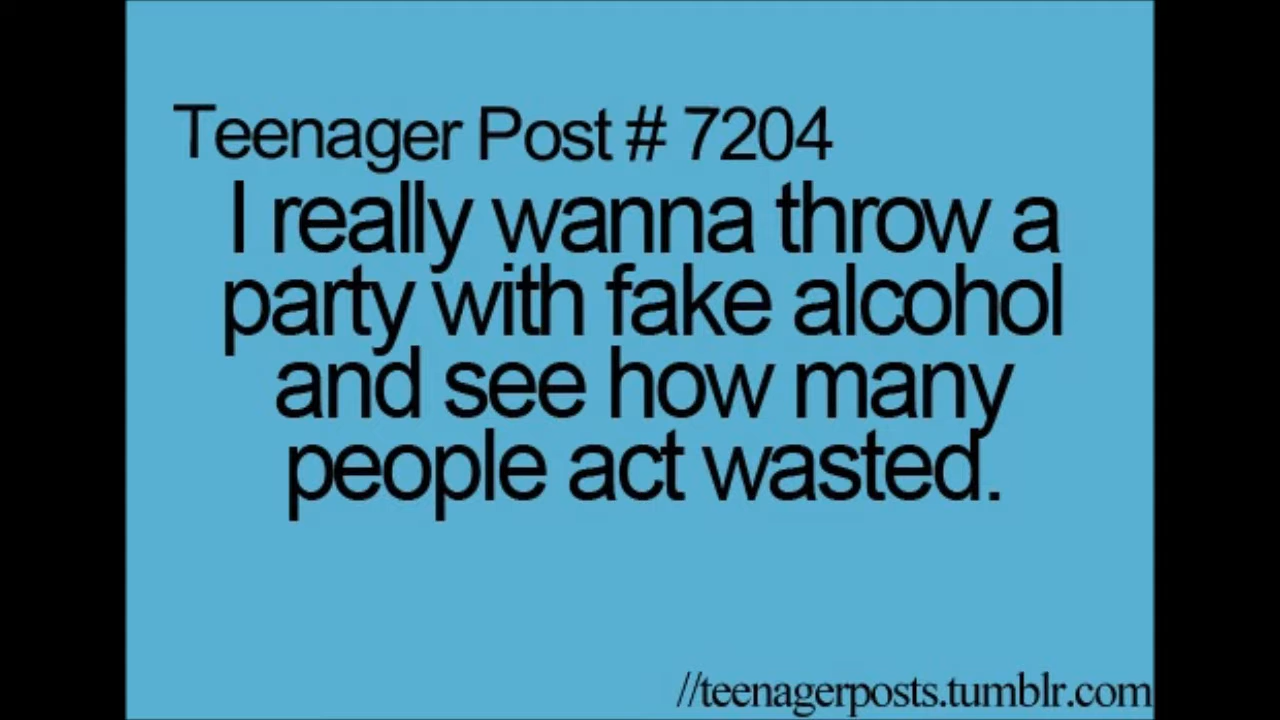 Teenager Post # 7204
I really wanna throw a
party with fake alcohol
and see how many
people act wasted.
//teenagerposts.tumblr.com